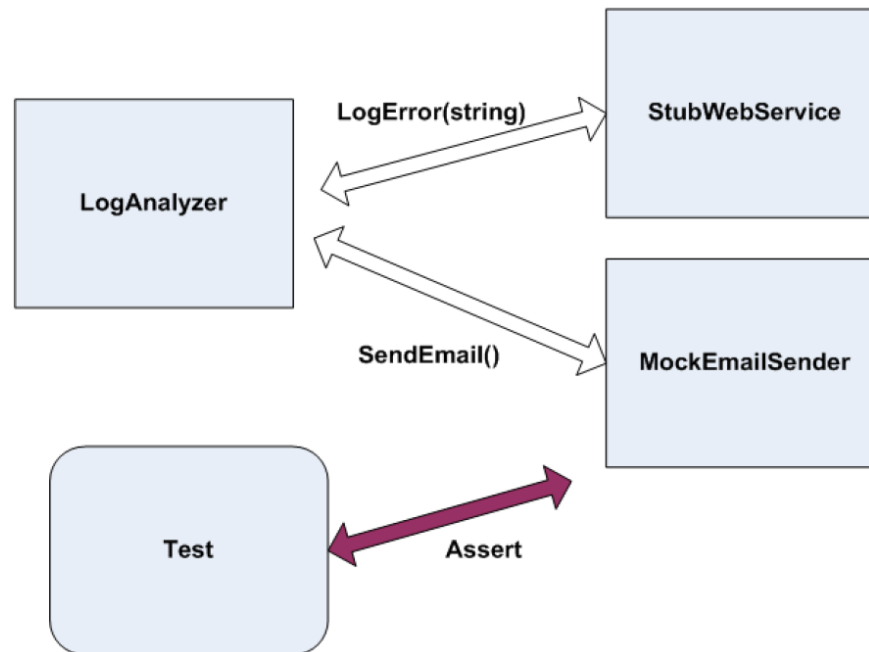 LogError(string)
StubWebService
LogAnalyzer
SendEmail()
MockEmailSender
Test
Assert